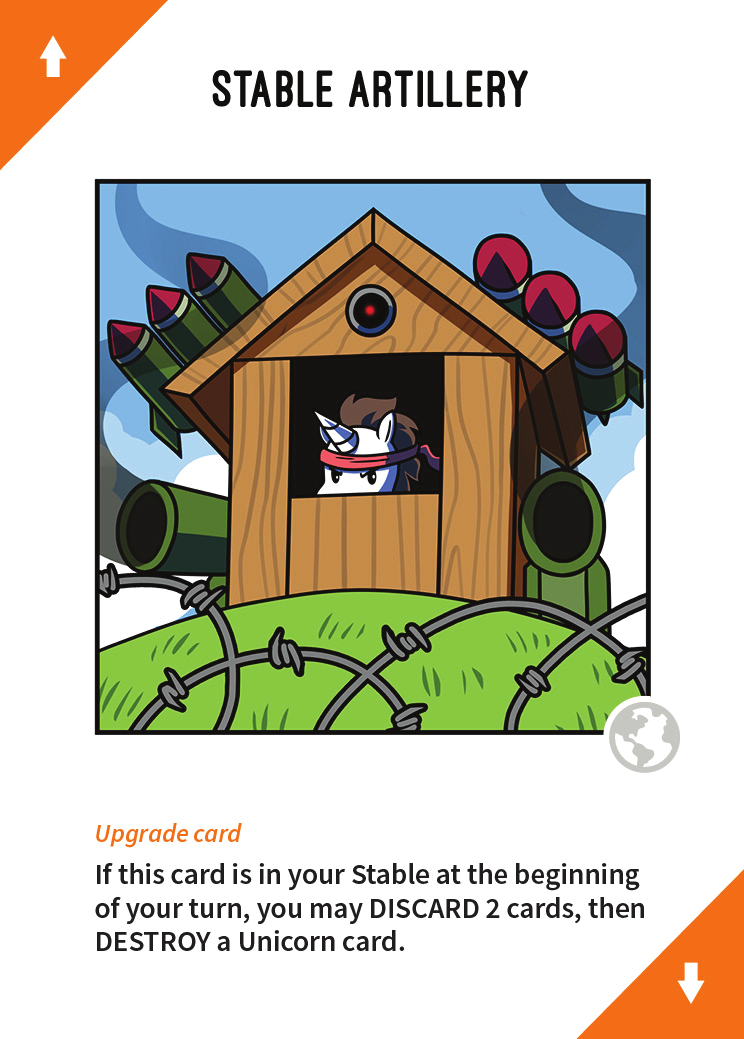 STABLE ARTILLERY
Upgrade card
If this card is in your Stable at the beginning
of your turn, you may DISCARD 2 cards, then
DESTROY a Unicorn card.